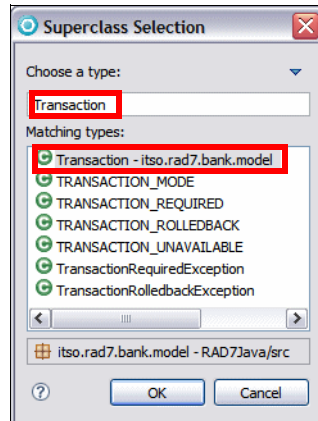 Superclass Selection
Choose a type:
Transaction
Matching types:
Transaction - itso.rad7.bank.model
TRANSACTION_MODE
TRANSACTION_REQUIRED
TRANSACTION_ROLLEDBACK
TRANSACTION_UNAVAILABLE
TransactionRequiredException
TransactionRolledbackException
itso.rad7.bank.model - RAD7Java/src
OK Cancel